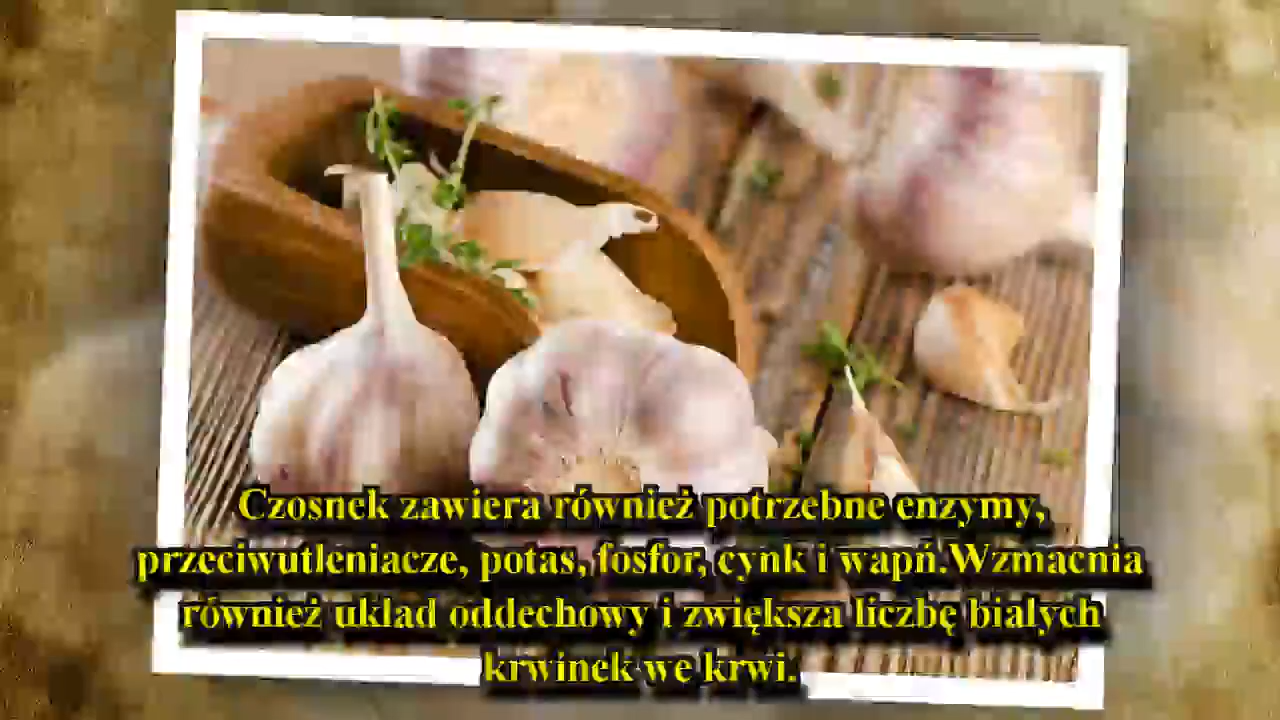 Czosnek zawiera również potrzebne enzymy,
przeciwutleniacze, potas, fosfor, cynk i wapń.Wzmacnia
również układ oddechowy i zwiększa liczbę białych
krwinek we krwi.